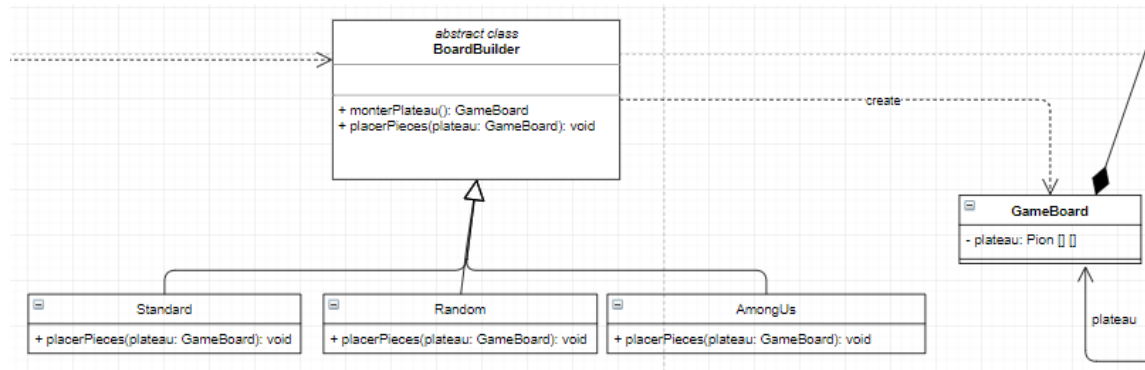 abstract class
BoardBuilder
+ monterPlateau(): GameBoard
+ placerPieces(plateau: GameBoard): void
create
GameBoard
- plateau: Pion [] []
Standard
+ placerPieces(plateau: GameBoard): void
Random
+ placerPieces(plateau: GameBoard): void
AmongUs
+ placerPieces(plateau: GameBoard): void
plateau